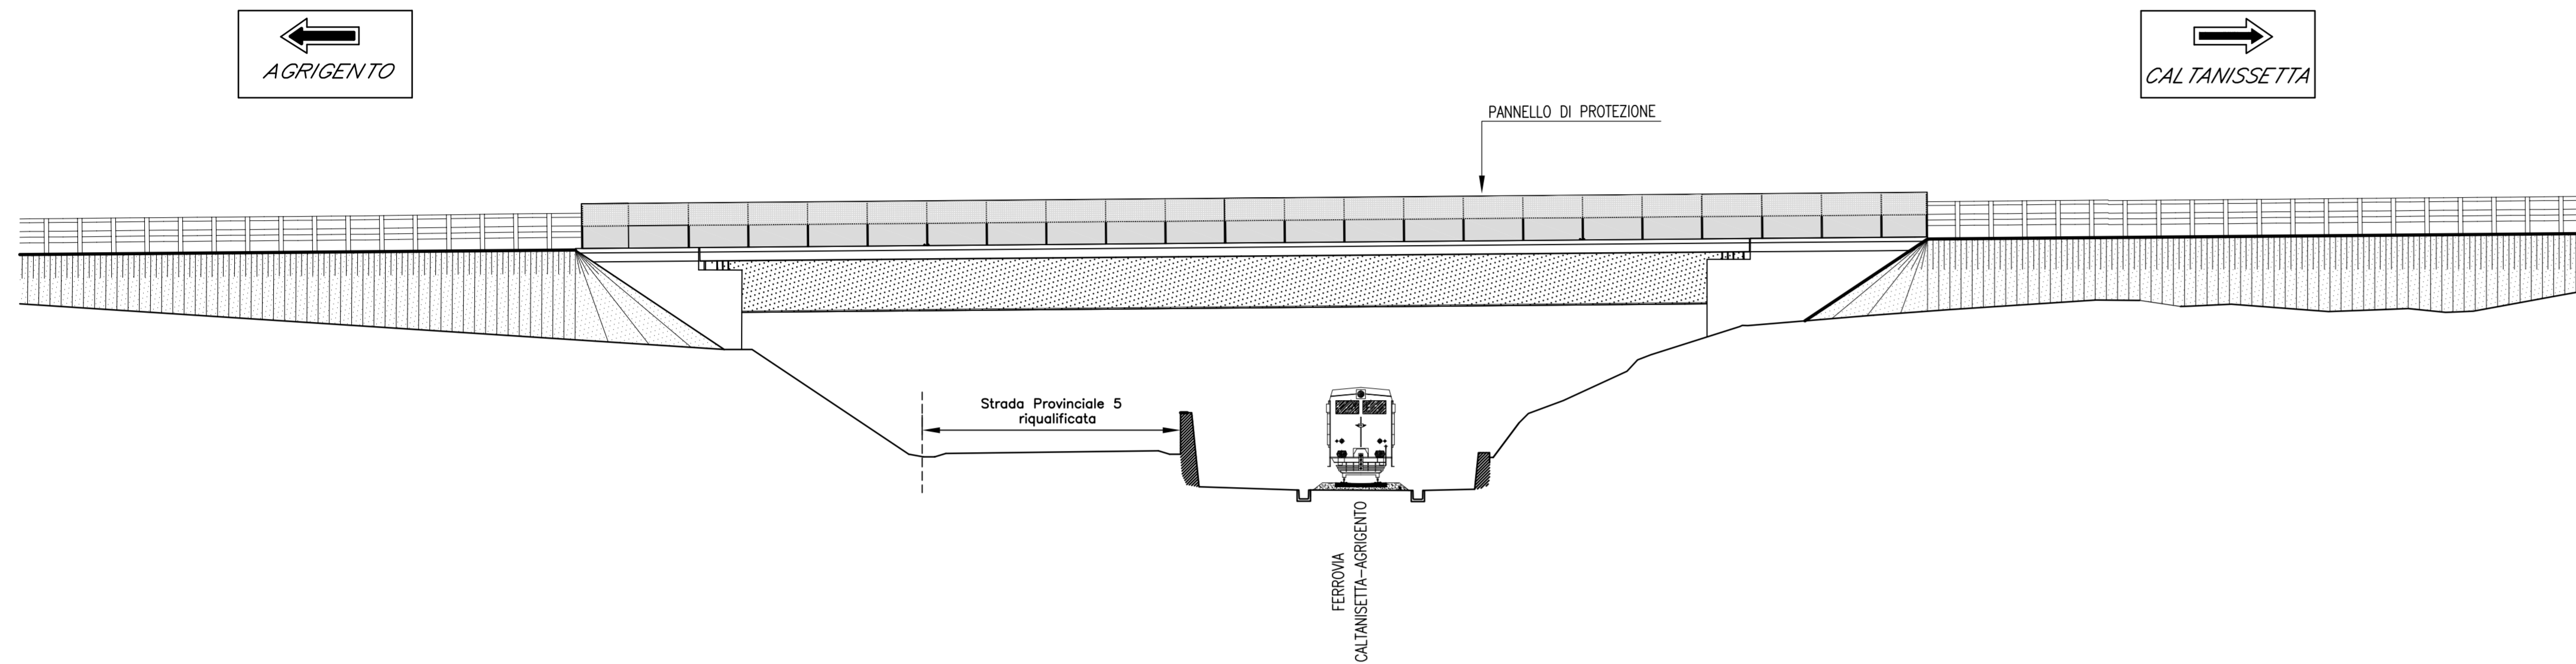 AGRIGENTO
CALTANISSETTA
PANNELLO DI PROTEZIONE
Strada Provinciale 5
riqualificata
FERROVIA
CALTANISETTA-AGRIGENTO